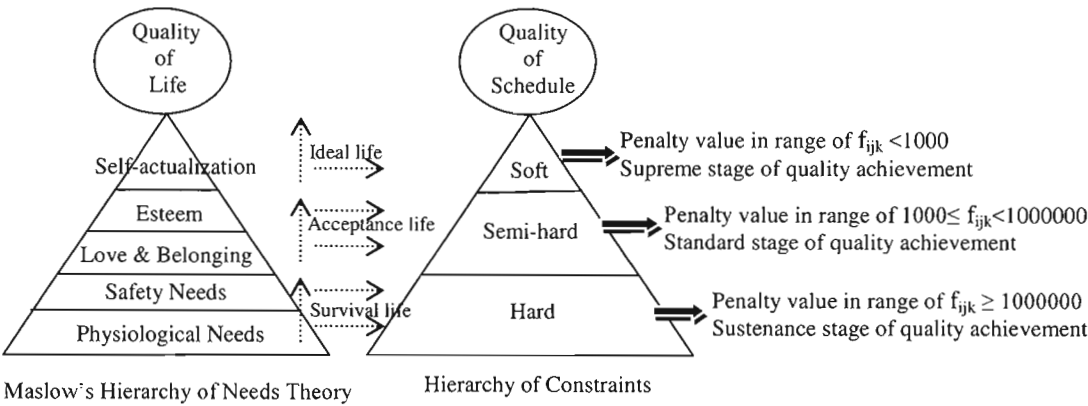 Quality
of
Life
Self-actualization
Esteem
Love & Belonging
Safety Needs
Physiological Needs
Maslow's Hierarchy of Needs Theory
Ideal life
Acceptance life
Survival life
Quality
of
Schedule
Soft
Semi-hard
Hard
Hierarchy of Constraints
Penalty value in range of fijk <1000
Supreme stage of quality achievement
Penalty value in range of 1000≤ fijk<1000000
Standard stage of quality achievement
Penalty value in range of fijk ≥ 1000000
Sustenance stage of quality achievement